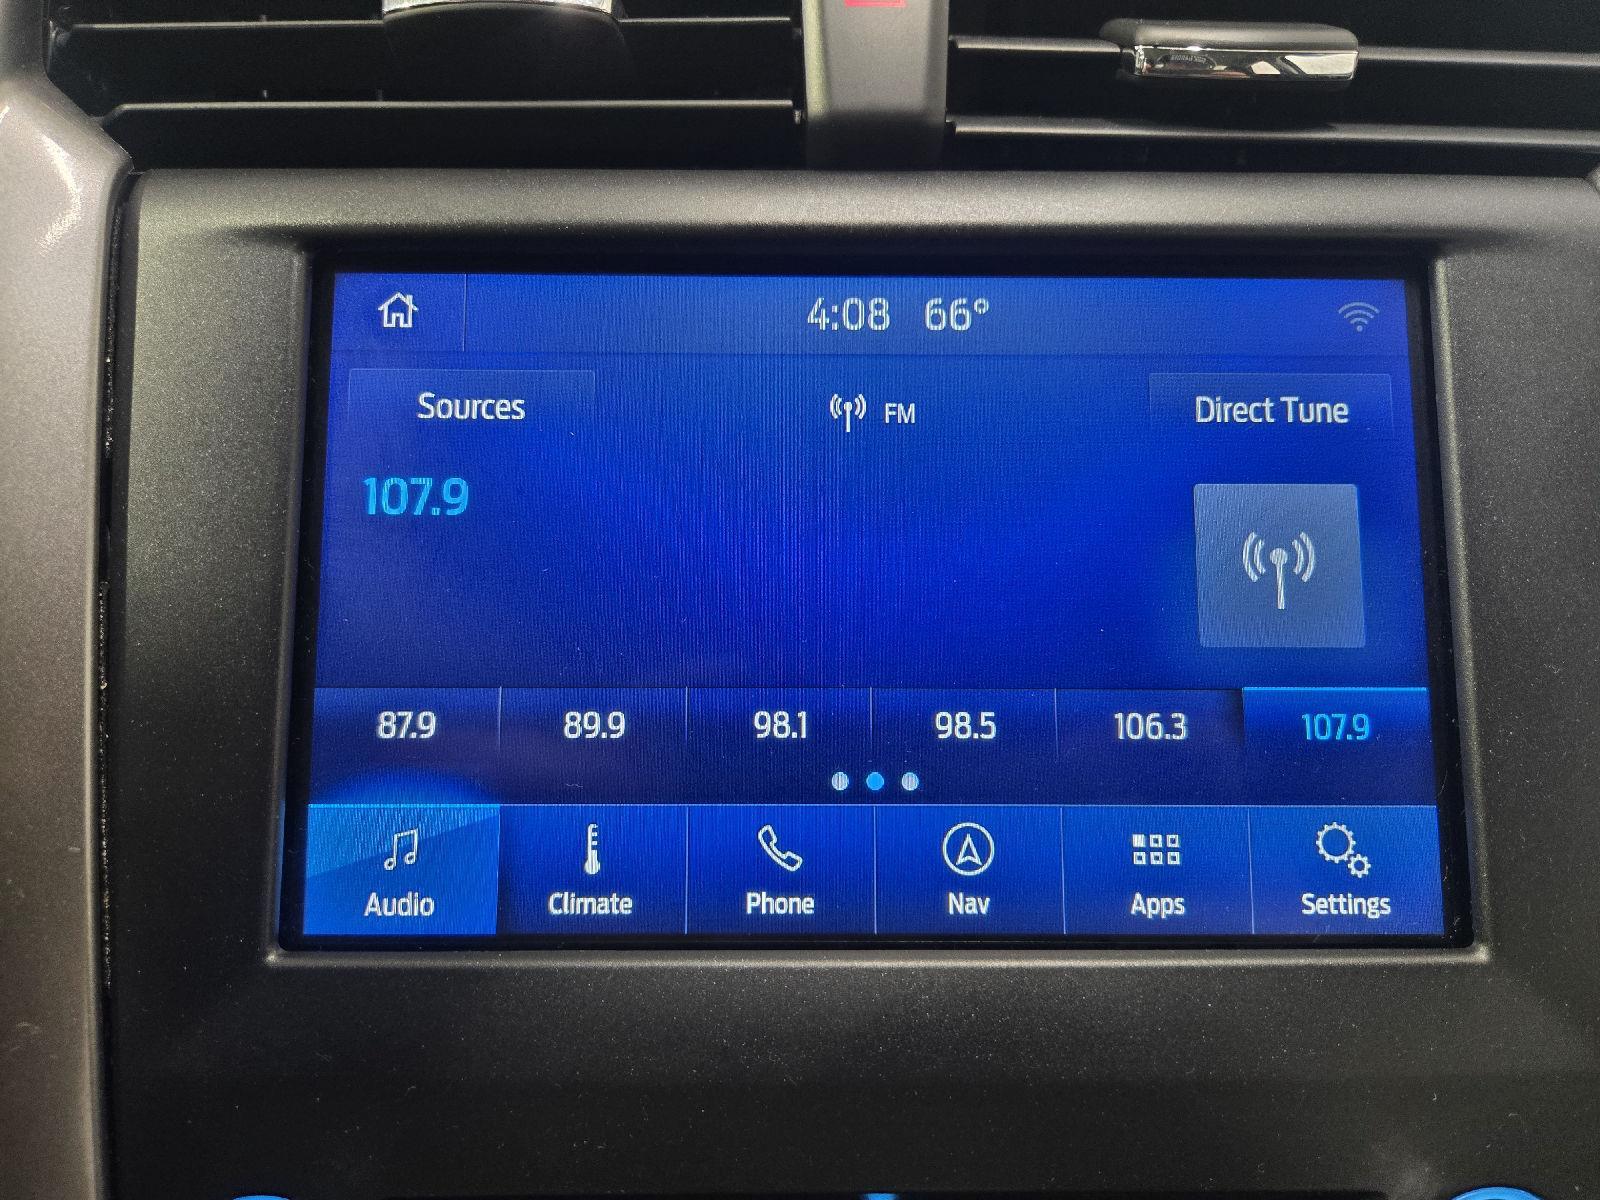 4:08 66°
Sources
FM
Direct Tune
107.9
87.9 89.9 98.1 98.5 106.3 107.9
Audio Climate Phone Nav Apps Settings